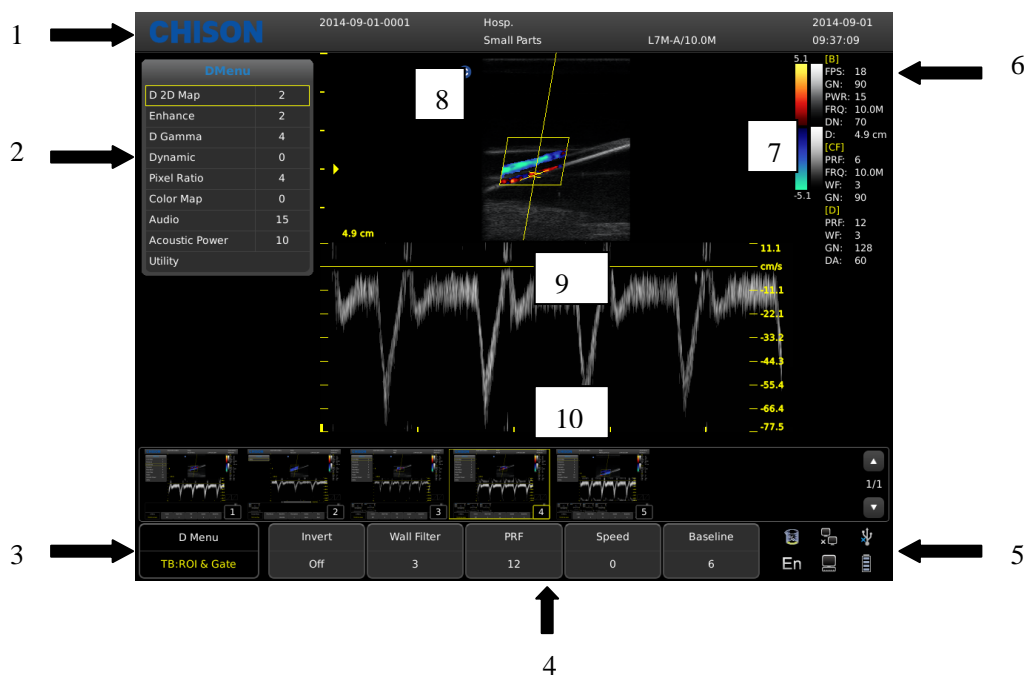 CHISON 2014-09-01-0001 Hosp. 2014-09-01
Small Parts L7M-A/10.0M 09:37:09
1
DMenu
D 2D Map 2
Enhance 2
D Gamma 4
Dynamic 0
Pixel Ratio 4
Color Map 0
Audio 15
Acoustic Power 10
Utility
2
8
4.9 cm
5.1
-5.1
7
[B]
FPS: 18
GN: 90
PWR: 15
FRQ: 10.0M
DN: 70
D: 4.9 cm
[CF]
PRF: 6
FRQ: 10.0M
WF: 3
GN: 90
[D]
PRF: 12
WF: 3
GN: 128
DA: 60
6
11.1
cm/s
-11.1
-22.1
-33.2
-44.3
-55.4
-66.4
-77.5
9
10
1 2 3 4 5
1/1
3
D Menu
TB:ROI & Gate
Invert
Off
Wall Filter
3
PRF
12
Speed
0
Baseline
6
En
5
4